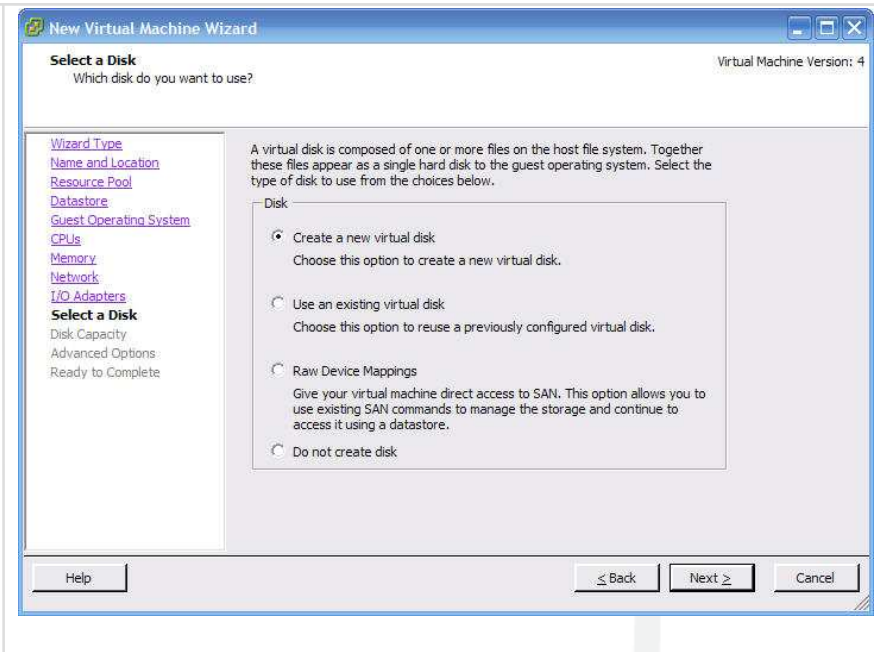 New Virtual Machine Wizard
Select a Disk
Which disk do you want to use?
Virtual Machine Version: 4
Wizard Type
Name and Location
Resource Pool
Datastore
Guest Operating System
CPUs
Memory
Network
I/O Adapters
Select a Disk
Disk Capacity
Advanced Options
Ready to Complete
A virtual disk is composed of one or more files on the host file system. Together
these files appear as a single hard disk to the guest operating system. Select the
type of disk to use from the choices below.
Disk
Create a new virtual disk
Choose this option to create a new virtual disk.
Use an existing virtual disk
Choose this option to reuse a previously configured virtual disk.
Raw Device Mappings
Give your virtual machine direct access to SAN. This option allows you to
use existing SAN commands to manage the storage and continue to
access it using a datastore.
Do not create disk
Help
< Back
Next >
Cancel